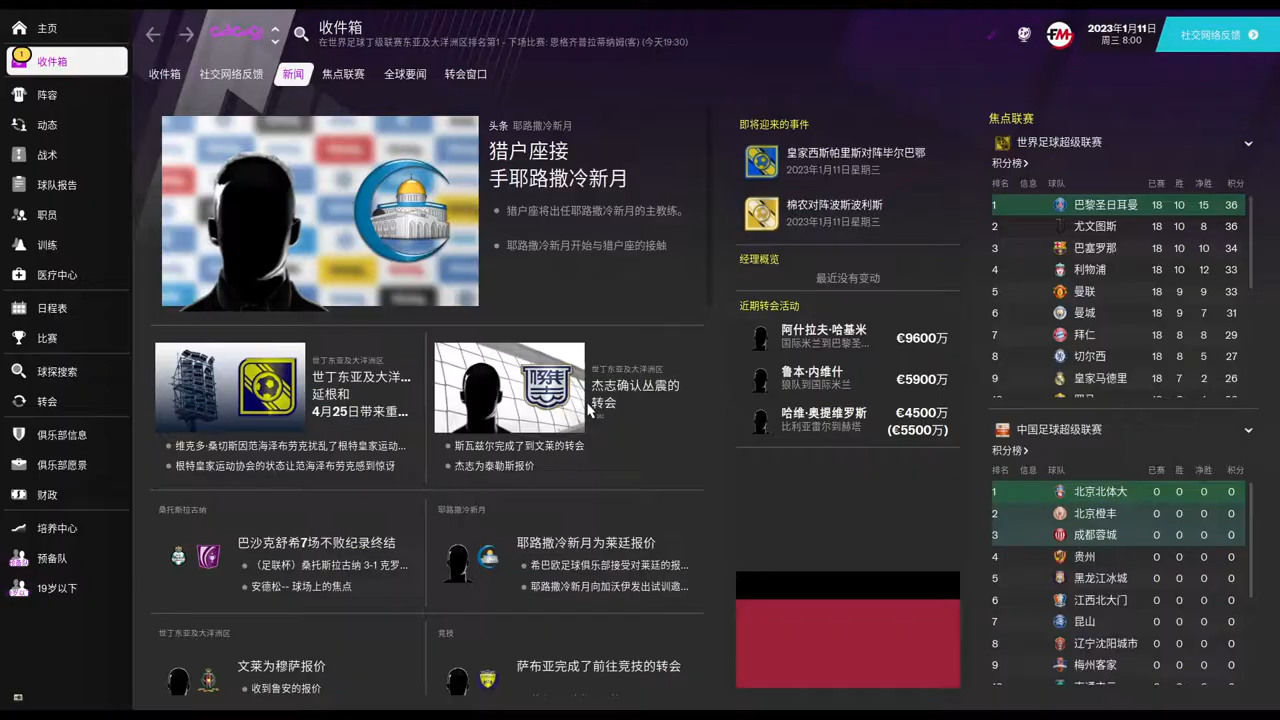 主页
收件箱
阵容
动态
战术
球队报告
职员
训练
医疗中心
日程表
比赛
球探搜索
转会
俱乐部信息
俱乐部愿景
财政
培养中心
预备队
19岁以下
收件箱
在世界足球丁级联赛东亚及大洋洲区排名第1 - 下场比赛: 恩格齐普拉蒂纳姆(客) (今天19:30)
FM
2023年1月11日
周三 8:00
社交网络反馈
收件箱 社交网络反馈 新闻 焦点联赛 全球要闻 转会窗口
头条 耶路撒冷新月
猎户座接
手耶路撒冷新月
猎户座将出任耶路撒冷新月的主教练。
耶路撒冷新月开始与猎户座的接触
世丁东亚及大洋洲区
世丁东亚及大洋...
延根和
4月25日带来重...
维克多·桑切斯因范海泽布劳克扰乱了根特皇家运动...
根特皇家运动协会的状态让范海泽布劳克感到惊讶
世丁东亚及大洋洲区
杰志确认丛震的
转会
斯瓦兹尔完成了到文莱的转会
杰志为泰勒斯报价
桑托斯拉古纳
巴沙克舒希7场不败纪录终结
（足联杯）桑托斯拉古纳 3-1 克罗...
安德松-- 球场上的焦点
耶路撒冷新月
耶路撒冷新月为莱廷报价
希巴欧足球俱乐部接受对莱廷的报...
耶路撒冷新月向加沃伊发出试训邀...
世丁东亚及大洋洲区
文莱为穆萨报价
收到鲁安的报价
竞技
萨布亚完成了前往竞技的转会
即将迎来的事件
皇家西斯帕里斯对阵毕尔巴鄂
2023年1月11日星期三
棉农对阵波斯波利斯
2023年1月11日星期三
经理概览
最近没有变动
近期转会活动
阿什拉夫·哈基米 €9600万
国际米兰到巴黎圣...
鲁本·内维什 €5900万
狼队到国际米兰
哈维·奥提维罗斯 €4500万
比利亚雷尔到赫塔 (€5500万)
焦点联赛
世界足球超级联赛
积分榜
排名 信息 球队 已赛 胜 净胜 积分
1 巴黎圣日耳曼 18 10 15 36
2 尤文图斯 18 10 8 36
3 巴塞罗那 18 10 10 34
4 利物浦 18 10 12 33
5 曼联 18 9 9 33
6 曼城 18 9 7 31
7 拜仁 18 8 8 29
8 切尔西 18 8 5 27
9 皇家马德里 18 7 2 26
中国足球超级联赛
积分榜
排名 信息 球队 已赛 胜 净胜 积分
1 北京北体大 0 0 0 0
2 北京橙丰 0 0 0 0
3 成都蓉城 0 0 0 0
4 贵州 0 0 0 0
5 黑龙江冰城 0 0 0 0
6 江西北大门 0 0 0 0
7 昆山 0 0 0 0
8 辽宁沈阳城市 0 0 0 0
9 梅州客家 0 0 0 0